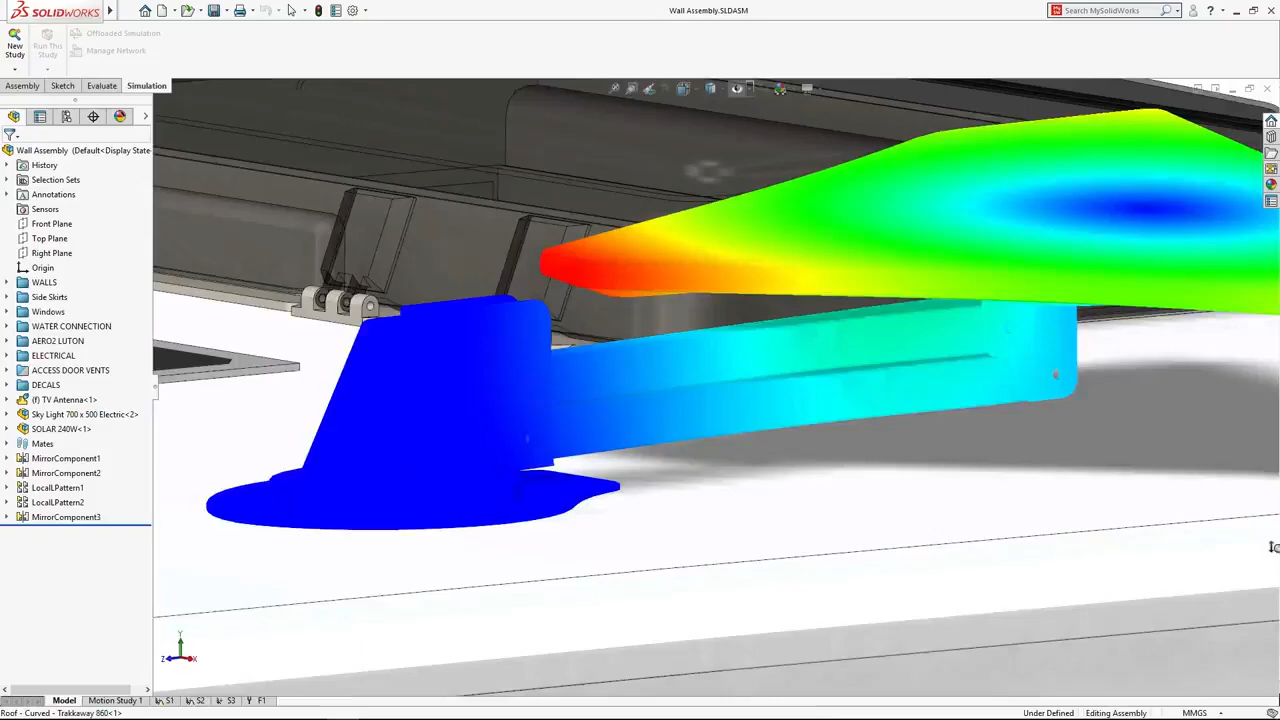 SOLIDWORKS
Wall Assembly.SLDASM
Search MySolidWorks
New Study
Run This Study
Offloaded Simulation
Manage Network
Assembly
Sketch
Evaluate
Simulation
Wall Assembly (Default<Display State
History
Selection Sets
Annotations
Sensors
Front Plane
Top Plane
Right Plane
Origin
WALLS
Side Skirts
Windows
WATER CONNECTION
AERO2 LUTON
ELECTRICAL
ACCESS DOOR VENTS
DECALS
(f) TV Antenna<1>
Sky Light 700 x 500 Electric<2>
SOLAR 240W<1>
Mates
MirrorComponent1
MirrorComponent2
LocalLPattern1
LocalLPattern2
MirrorComponent3
Y
Z
X
Model
Motion Study 1
S1
S2
S3
F1
Roof - Curved - Trakkaway 860<1>
Under Defined
Editing Assembly
MMGS